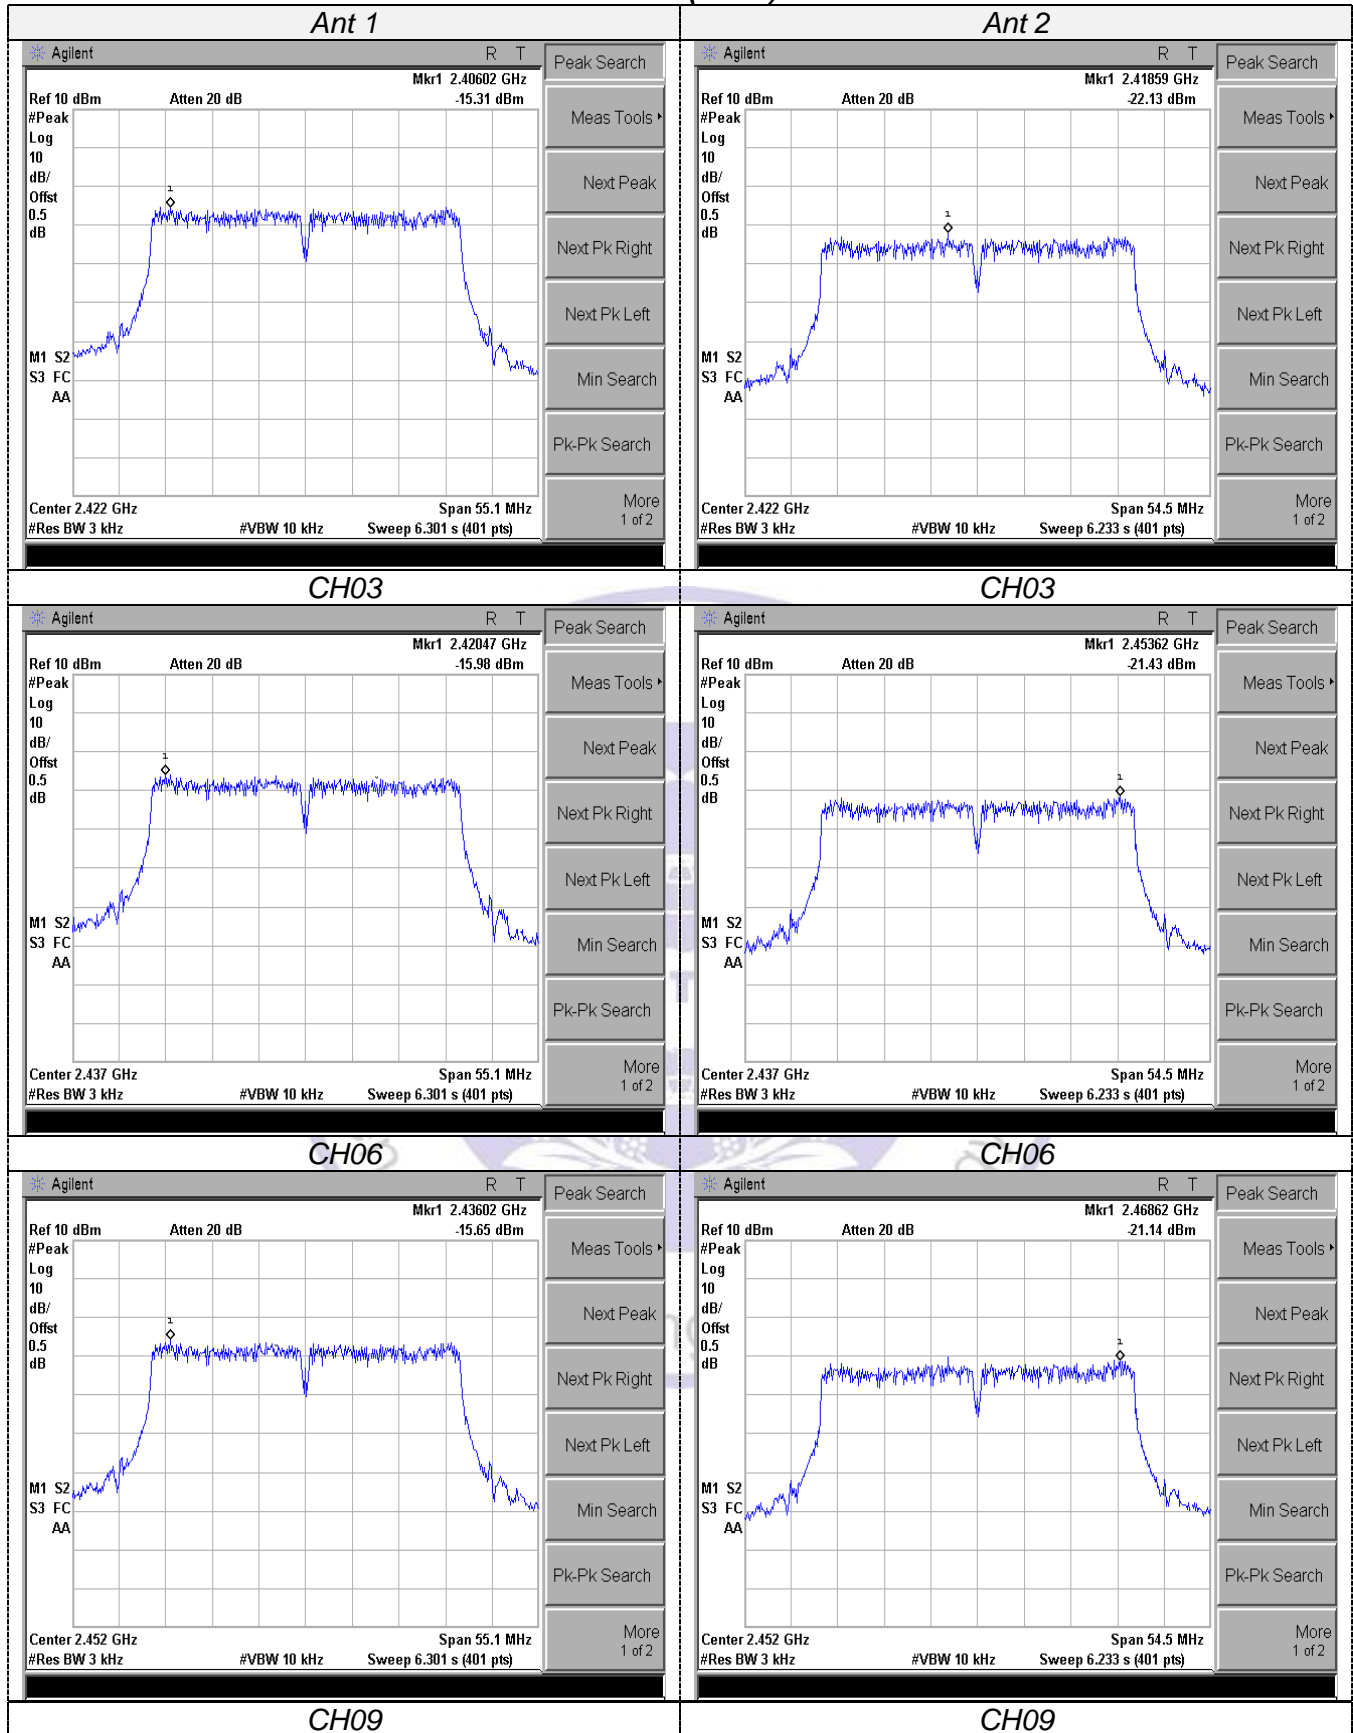 Ant 1
Ant 2
Agilent R T
Peak Search
Mkr1 2.40602 GHz
Ref 10 dBm Atten 20 dB -15.31 dBm
#Peak
Log
10
dB/
Offst
0.5
dB
1
M1 S2
S3 FC
AA
Center 2.422 GHz Span 55.1 MHz
#Res BW 3 kHz #VBW 10 kHz Sweep 6.301 s (401 pts)
Meas Tools
Next Peak
Next Pk Right
Next Pk Left
Min Search
Pk-Pk Search
More
1 of 2
Agilent R T
Peak Search
Mkr1 2.41859 GHz
Ref 10 dBm Atten 20 dB -22.13 dBm
#Peak
Log
10
dB/
Offst
0.5
dB
1
M1 S2
S3 FC
AA
Center 2.422 GHz Span 54.5 MHz
#Res BW 3 kHz #VBW 10 kHz Sweep 6.233 s (401 pts)
Meas Tools
Next Peak
Next Pk Right
Next Pk Left
Min Search
Pk-Pk Search
More
1 of 2
CH03
CH03
Agilent R T
Peak Search
Mkr1 2.42047 GHz
Ref 10 dBm Atten 20 dB -15.98 dBm
#Peak
Log
10
dB/
Offst
0.5
dB
1
M1 S2
S3 FC
AA
Center 2.437 GHz Span 55.1 MHz
#Res BW 3 kHz #VBW 10 kHz Sweep 6.301 s (401 pts)
Meas Tools
Next Peak
Next Pk Right
Next Pk Left
Min Search
Pk-Pk Search
More
1 of 2
Agilent R T
Peak Search
Mkr1 2.45362 GHz
Ref 10 dBm Atten 20 dB -21.43 dBm
#Peak
Log
10
dB/
Offst
0.5
dB
1
M1 S2
S3 FC
AA
Center 2.437 GHz Span 54.5 MHz
#Res BW 3 kHz #VBW 10 kHz Sweep 6.233 s (401 pts)
Meas Tools
Next Peak
Next Pk Right
Next Pk Left
Min Search
Pk-Pk Search
More
1 of 2
CH06
CH06
Agilent R T
Peak Search
Mkr1 2.43602 GHz
Ref 10 dBm Atten 20 dB -15.65 dBm
#Peak
Log
10
dB/
Offst
0.5
dB
1
M1 S2
S3 FC
AA
Center 2.452 GHz Span 55.1 MHz
#Res BW 3 kHz #VBW 10 kHz Sweep 6.301 s (401 pts)
Meas Tools
Next Peak
Next Pk Right
Next Pk Left
Min Search
Pk-Pk Search
More
1 of 2
Agilent R T
Peak Search
Mkr1 2.46862 GHz
Ref 10 dBm Atten 20 dB -21.14 dBm
#Peak
Log
10
dB/
Offst
0.5
dB
1
M1 S2
S3 FC
AA
Center 2.452 GHz Span 54.5 MHz
#Res BW 3 kHz #VBW 10 kHz Sweep 6.233 s (401 pts)
Meas Tools
Next Peak
Next Pk Right
Next Pk Left
Min Search
Pk-Pk Search
More
1 of 2
CH09
CH09